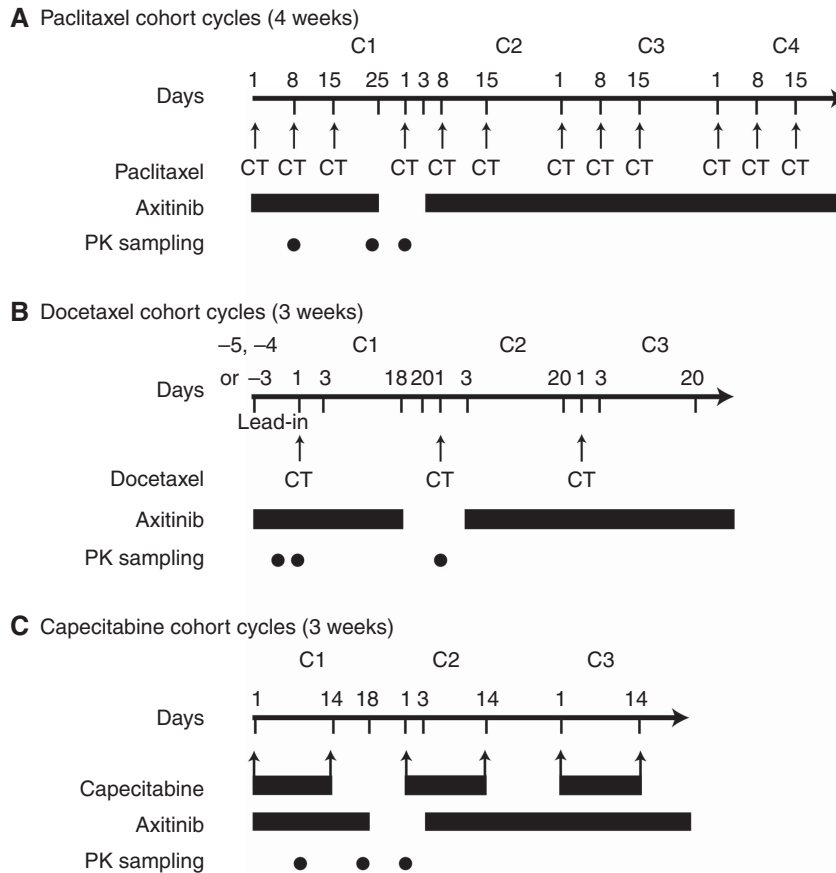 A Paclitaxel cohort cycles (4 weeks)
C1 C2 C3 C4
Days 1 8 15 25 1 3 8 15 1 8 15 1 8 15
Paclitaxel CT CT CT CT CT CT CT CT CT CT CT CT
Axitinib
PK sampling
B Docetaxel cohort cycles (3 weeks)
–5, –4 C1 C2 C3
Days or –3 1 3 18 20 1 3 20 1 3 20
Lead-in
Docetaxel CT CT CT
Axitinib
PK sampling
C Capecitabine cohort cycles (3 weeks)
C1 C2 C3
Days 1 14 18 1 3 14 1 14
Capecitabine
Axitinib
PK sampling